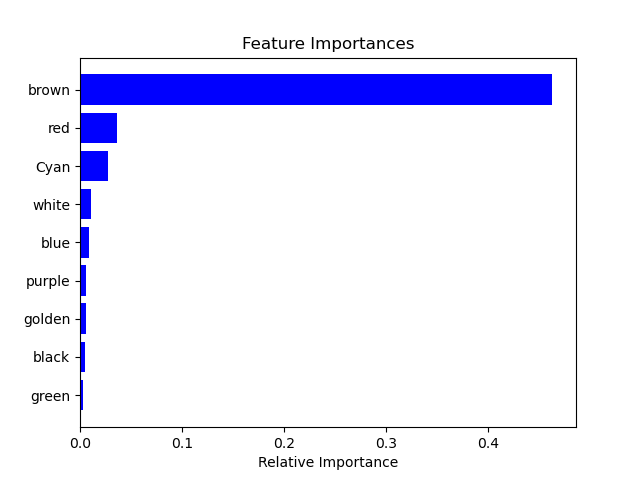 Feature Importances
brown
red
Cyan
white
blue
purple
golden
black
green
0.0 0.1 0.2 0.3 0.4
Relative Importance